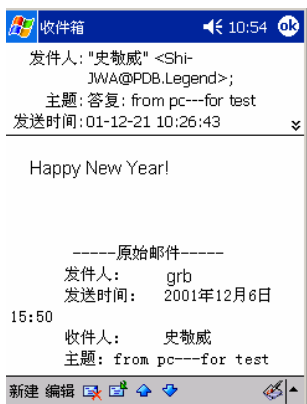 收件箱 10:54 ok
发件人: "史敬威" <Shi-
JWA@PDB.Legend>;
主题: 答复: from pc---for test
发送时间: 01-12-21 10:26:43
Happy New Year!
-----原始邮件-----
发件人: grb
发送时间: 2001年12月6日
15:50
收件人: 史敬威
主题: from pc---for test
新建 编辑